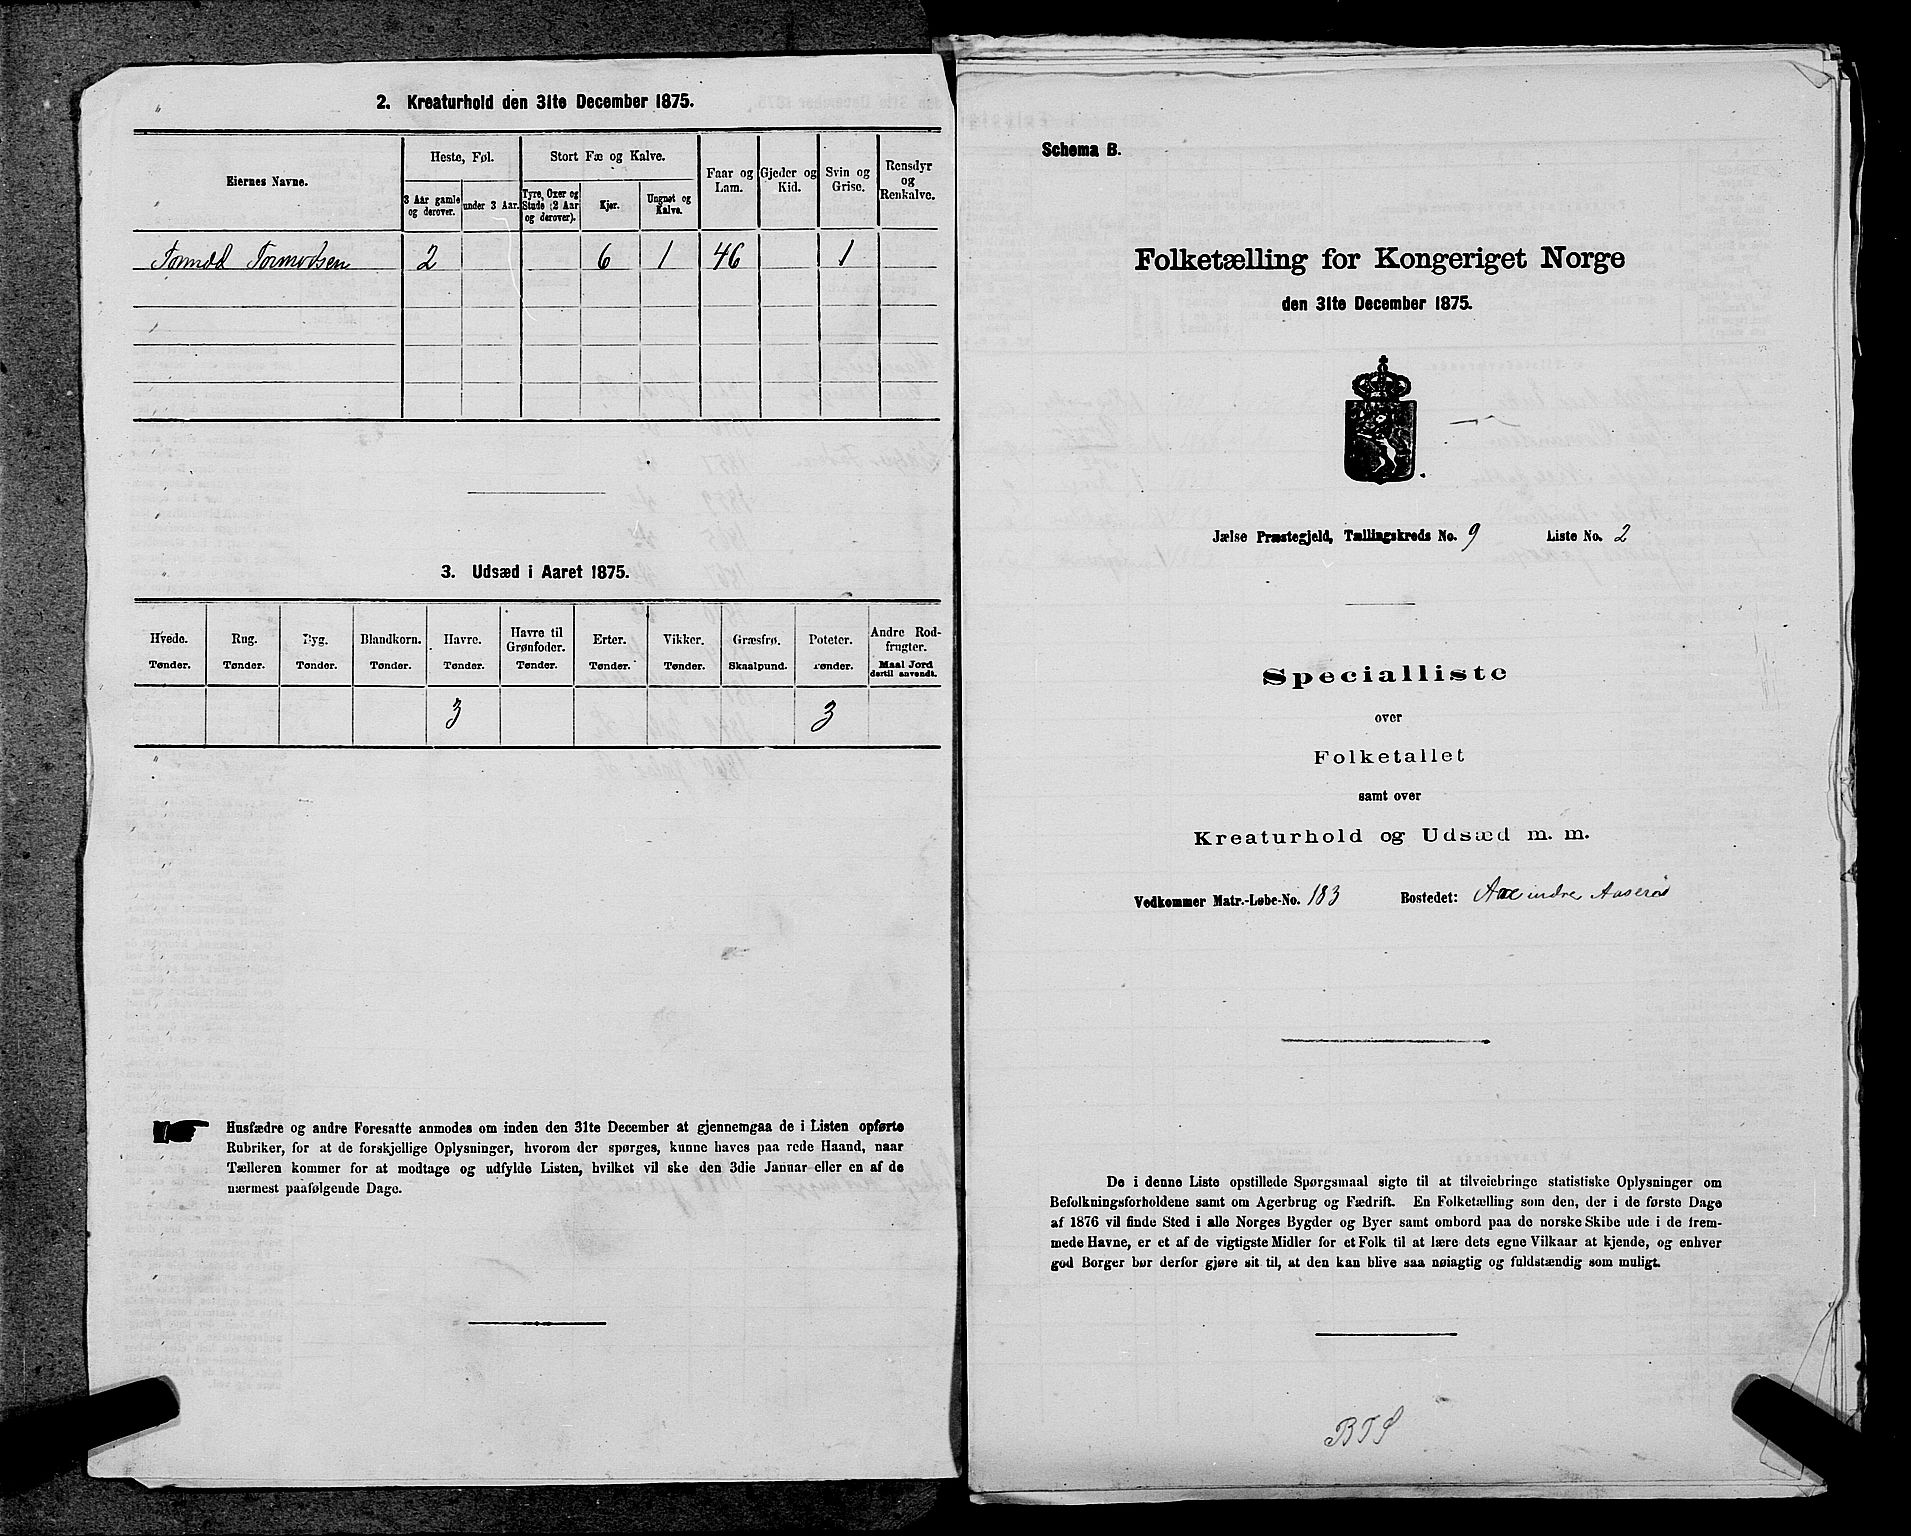 2. Kreaturhold den 31te December 1875.
Eiernes Navne.
Heste, Føl.
Stort Fæ og Kalve.
Faar og Lam.
Gjeder og Kid.
Svin og Grise.
Rensdyr og Renkalve.
3 Aar gamle og derover.
under 3 Aar.
Tyre, Oxer og Stude (2 Aar og derover).
Kjør.
Ungnøt og Kalve.
Tormod Tormodsen 2 6 1 46 1
3. Udsæd i Aaret 1875.
Hvede. Rug. Byg. Blandkorn. Havre. Havre til Grønfoder. Erter. Vikker. Græsfrø. Poteter. Andre Rodfrugter.
Tønder. Tønder. Tønder. Tønder. Tønder. Tønder. Tønder. Tønder. Skaalpund. Tønder. Maal Jord dertil anvendt.
3 3
Husfædre og andre Foresatte anmodes om inden den 31te December at gjennemgaa de i Listen opførte
Rubriker, for at de forskjellige Oplysninger, hvorom der spørges, kunne haves paa rede Haand, naar
Tælleren kommer for at modtage og udfylde Listen, hvilket vil ske den 3die Januar eller en af de
nærmest paafølgende Dage.
Schema B.
Folketælling for Kongeriget Norge
den 31te December 1875.
Jælse Præstegjeld, Tællingskreds No. 9 Liste No. 2
Specialliste
over
Folketallet
samt over
Kreaturhold og Udsæd m. m.
Vedkommer Matr.-Løbe-No. 183 Bostedet: indre Aaserød
De i denne Liste opstillede Spørgsmaal sigte til at tilveiebringe statistiske Oplysninger om
Befolkningsforholdene samt om Agerbrug og Fædrift. En Folketælling som den, der i de første Dage
af 1876 vil finde Sted i alle Norges Bygder og Byer samt ombord paa de norske Skibe ude i de frem-
mede Havne, er et af de vigtigste Midler for et Folk til at lære dets egne Vilkaar at kjende, og enhver
god Borger bør derfor gjøre sit til, at den kan blive saa nøiagtig og fuldstændig som muligt.
BTS